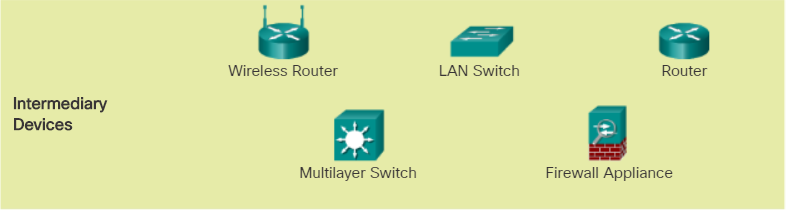 Wireless Router
LAN Switch
Router
Intermediary
Devices
Multilayer Switch
Firewall Appliance